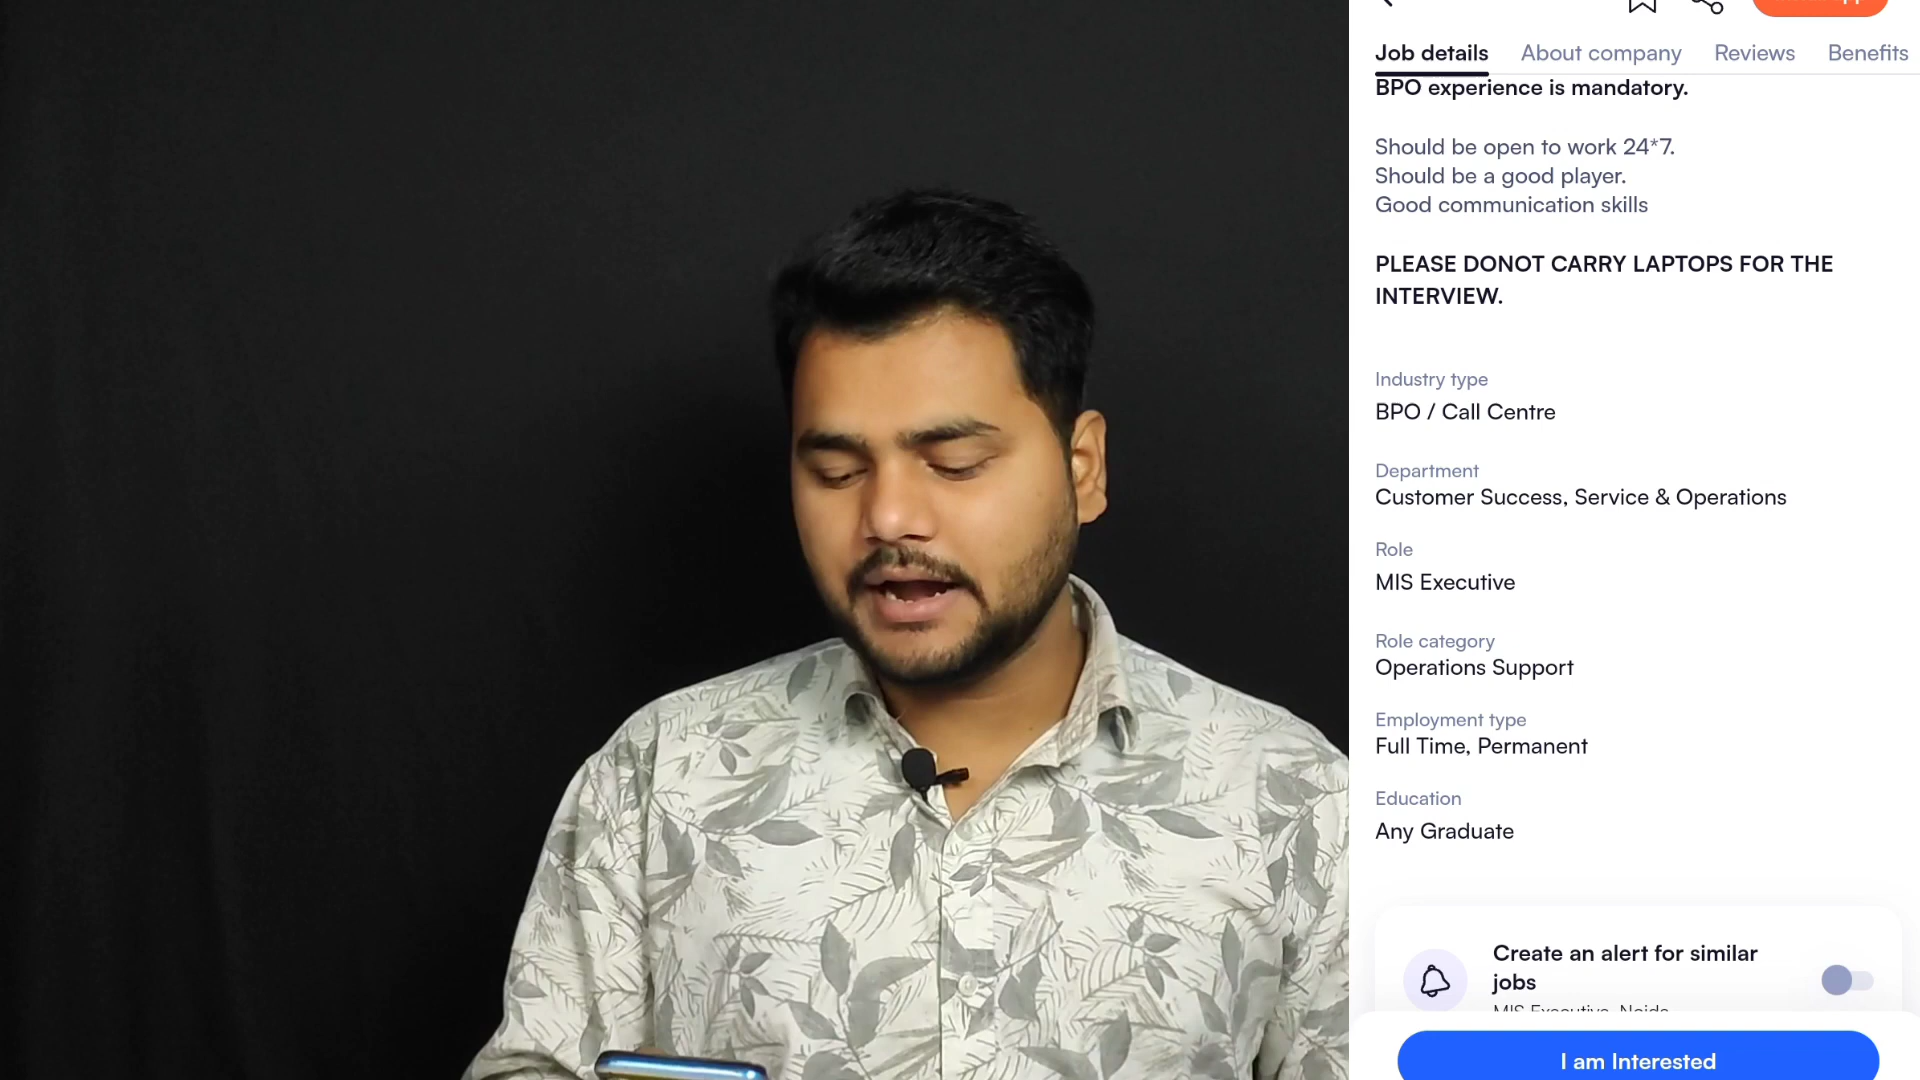 Job details About company Reviews Benefits
BPO experience is mandatory.
Should be open to work 24*7.
Should be a good player.
Good communication skills
PLEASE DONOT CARRY LAPTOPS FOR THE
INTERVIEW.
Industry type
BPO / Call Centre
Department
Customer Success, Service & Operations
Role
MIS Executive
Role category
Operations Support
Employment type
Full Time, Permanent
Education
Any Graduate
Create an alert for similar
jobs
MIS Executive, Noida
I am Interested